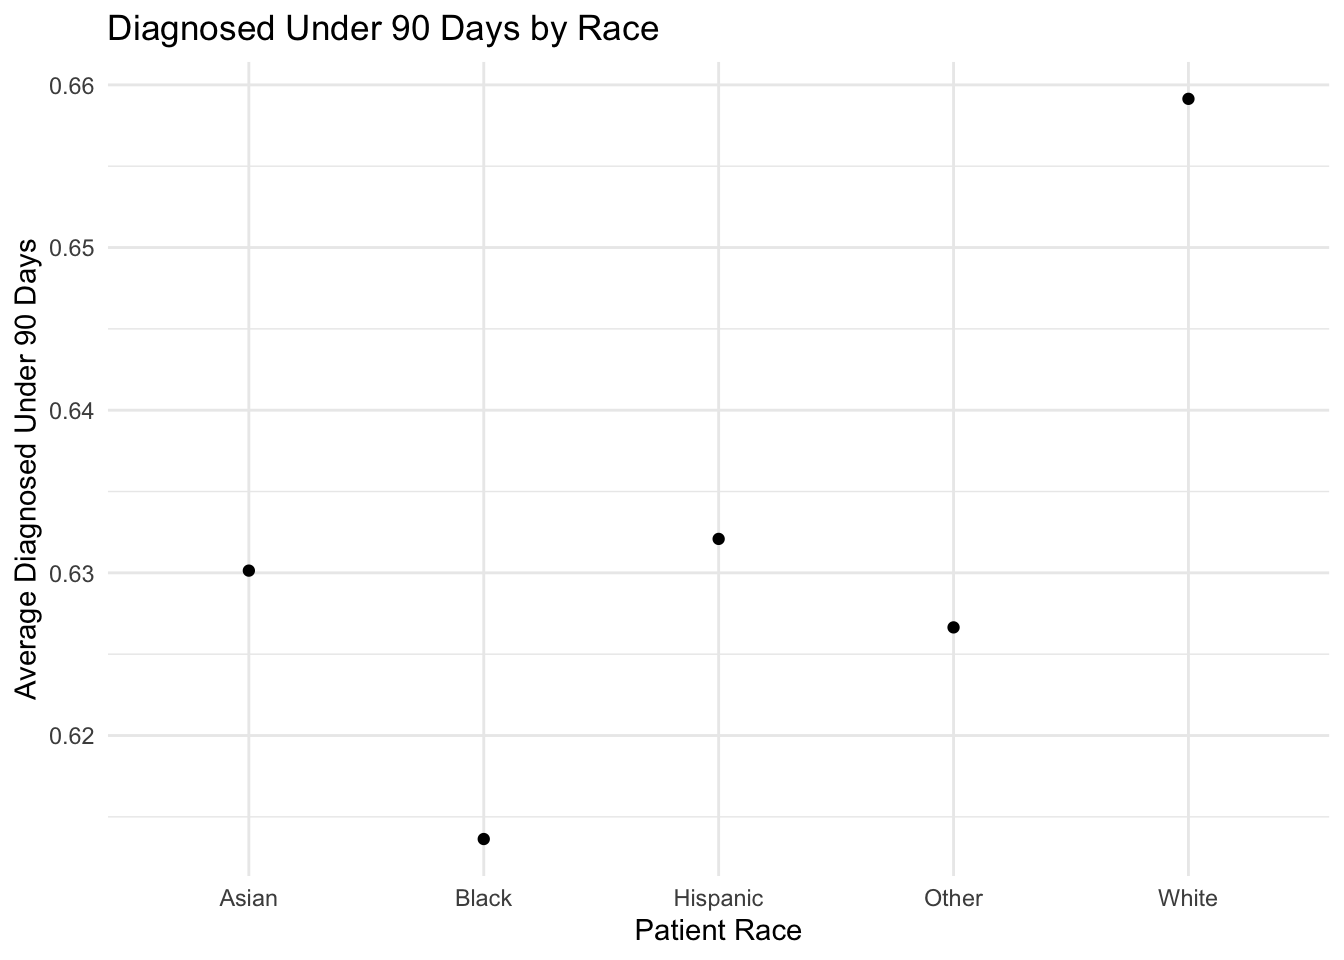 Diagnosed Under 90 Days by Race
Average Diagnosed Under 90 Days
0.66
0.65
0.64
0.63
0.62
Asian
Black
Hispanic
Other
White
Patient Race